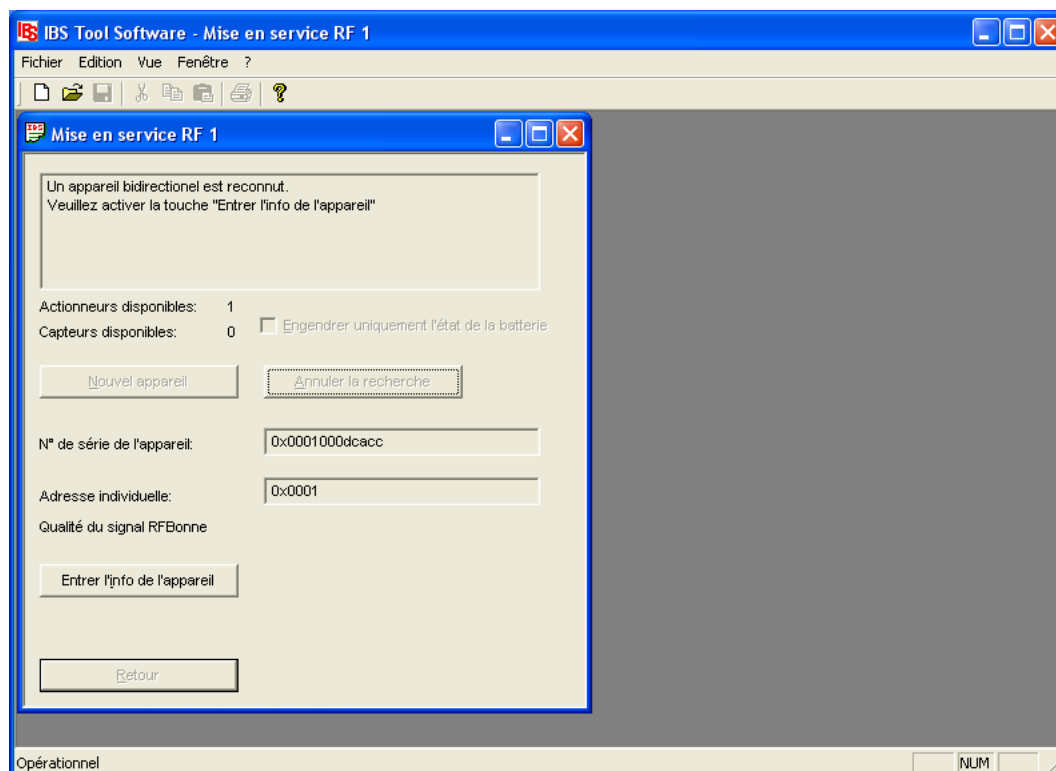 IBS IBS Tool Software - Mise en service RF 1
Fichier Edition Vue Fenêtre ?
IBS Mise en service RF 1
Un appareil bidirectionel est reconnut.
Veuillez activer la touche "Entrer l'info de l'appareil"
Actionneurs disponibles: 1
Capteurs disponibles: 0
Engendrer uniquement l'état de la batterie
Nouvel appareil
Annuler la recherche
N° de série de l'appareil: 0x0001000dcacc
Adresse individuelle: 0x0001
Qualité du signal RFBonne
Entrer l'info de l'appareil
Retour
Opérationnel NUM